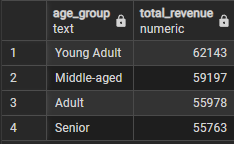 age_group total_revenue
text numeric
1 Young Adult 62143
2 Middle-aged 59197
3 Adult 55978
4 Senior 55763